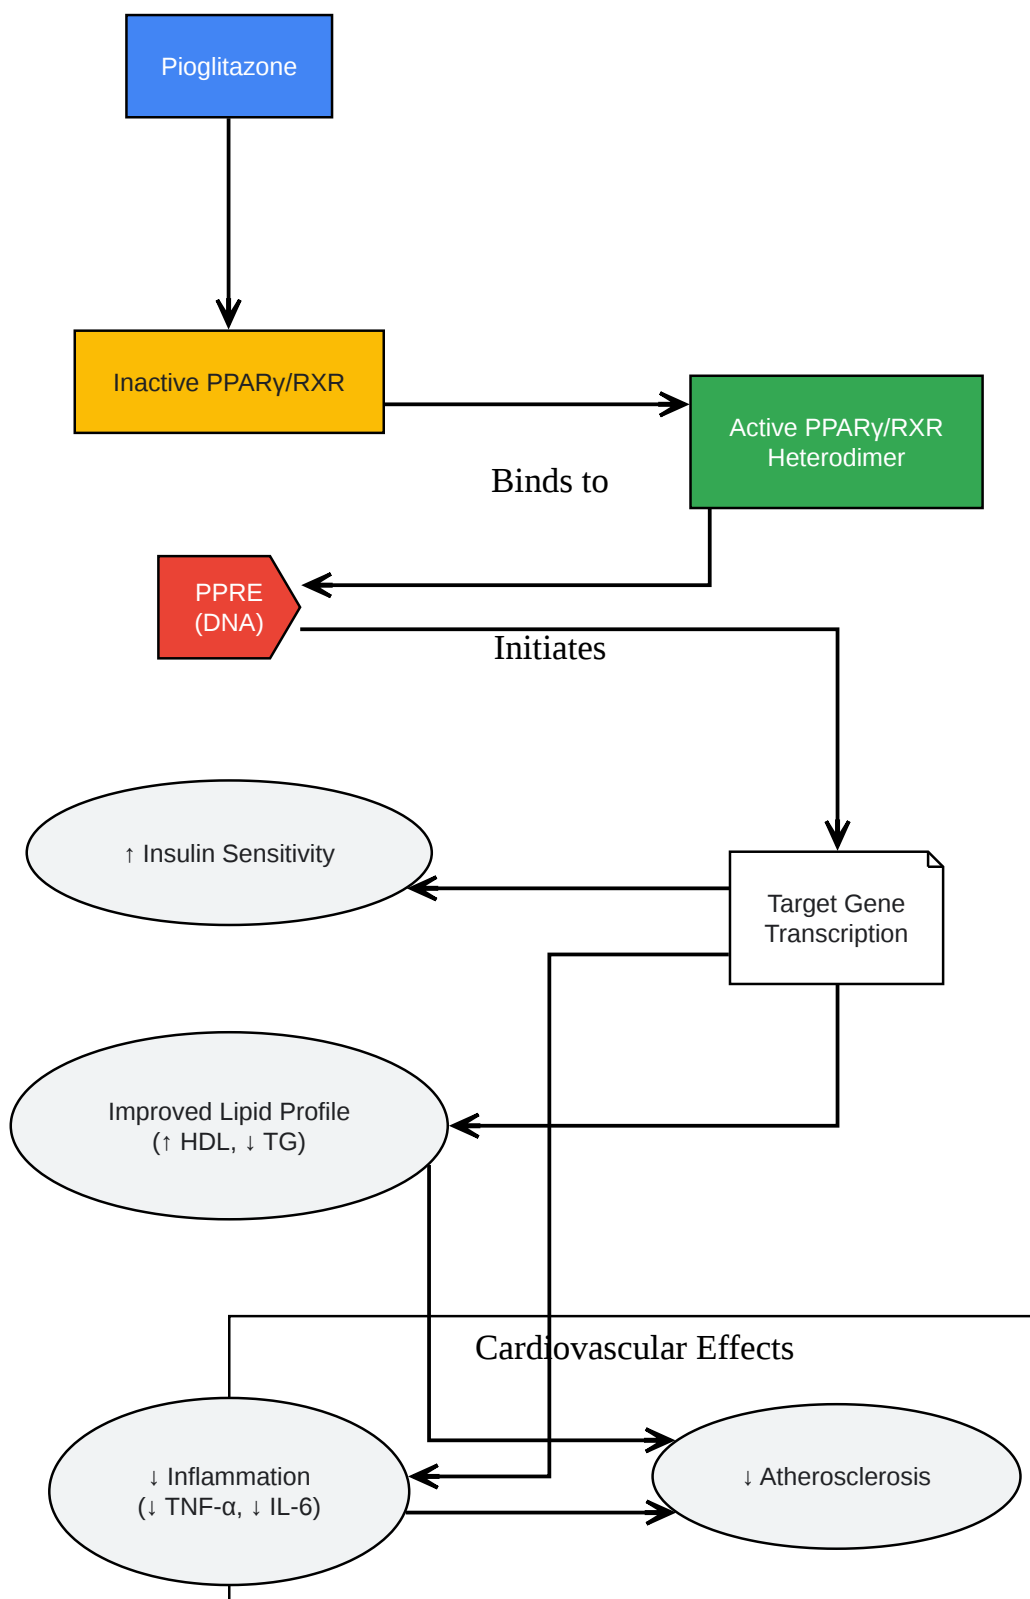 Pioglitazone
Inactive PPARγ/RXR
Active PPARγ/RXR
Heterodimer
Binds to
PPRE
(DNA)
Initiates
↑ Insulin Sensitivity
Target Gene
Transcription
Improved Lipid Profile
(↑ HDL, ↓ TG)
Cardiovascular Effects
↓ Inflammation
(↓ TNF-α, ↓ IL-6)
↓ Atherosclerosis